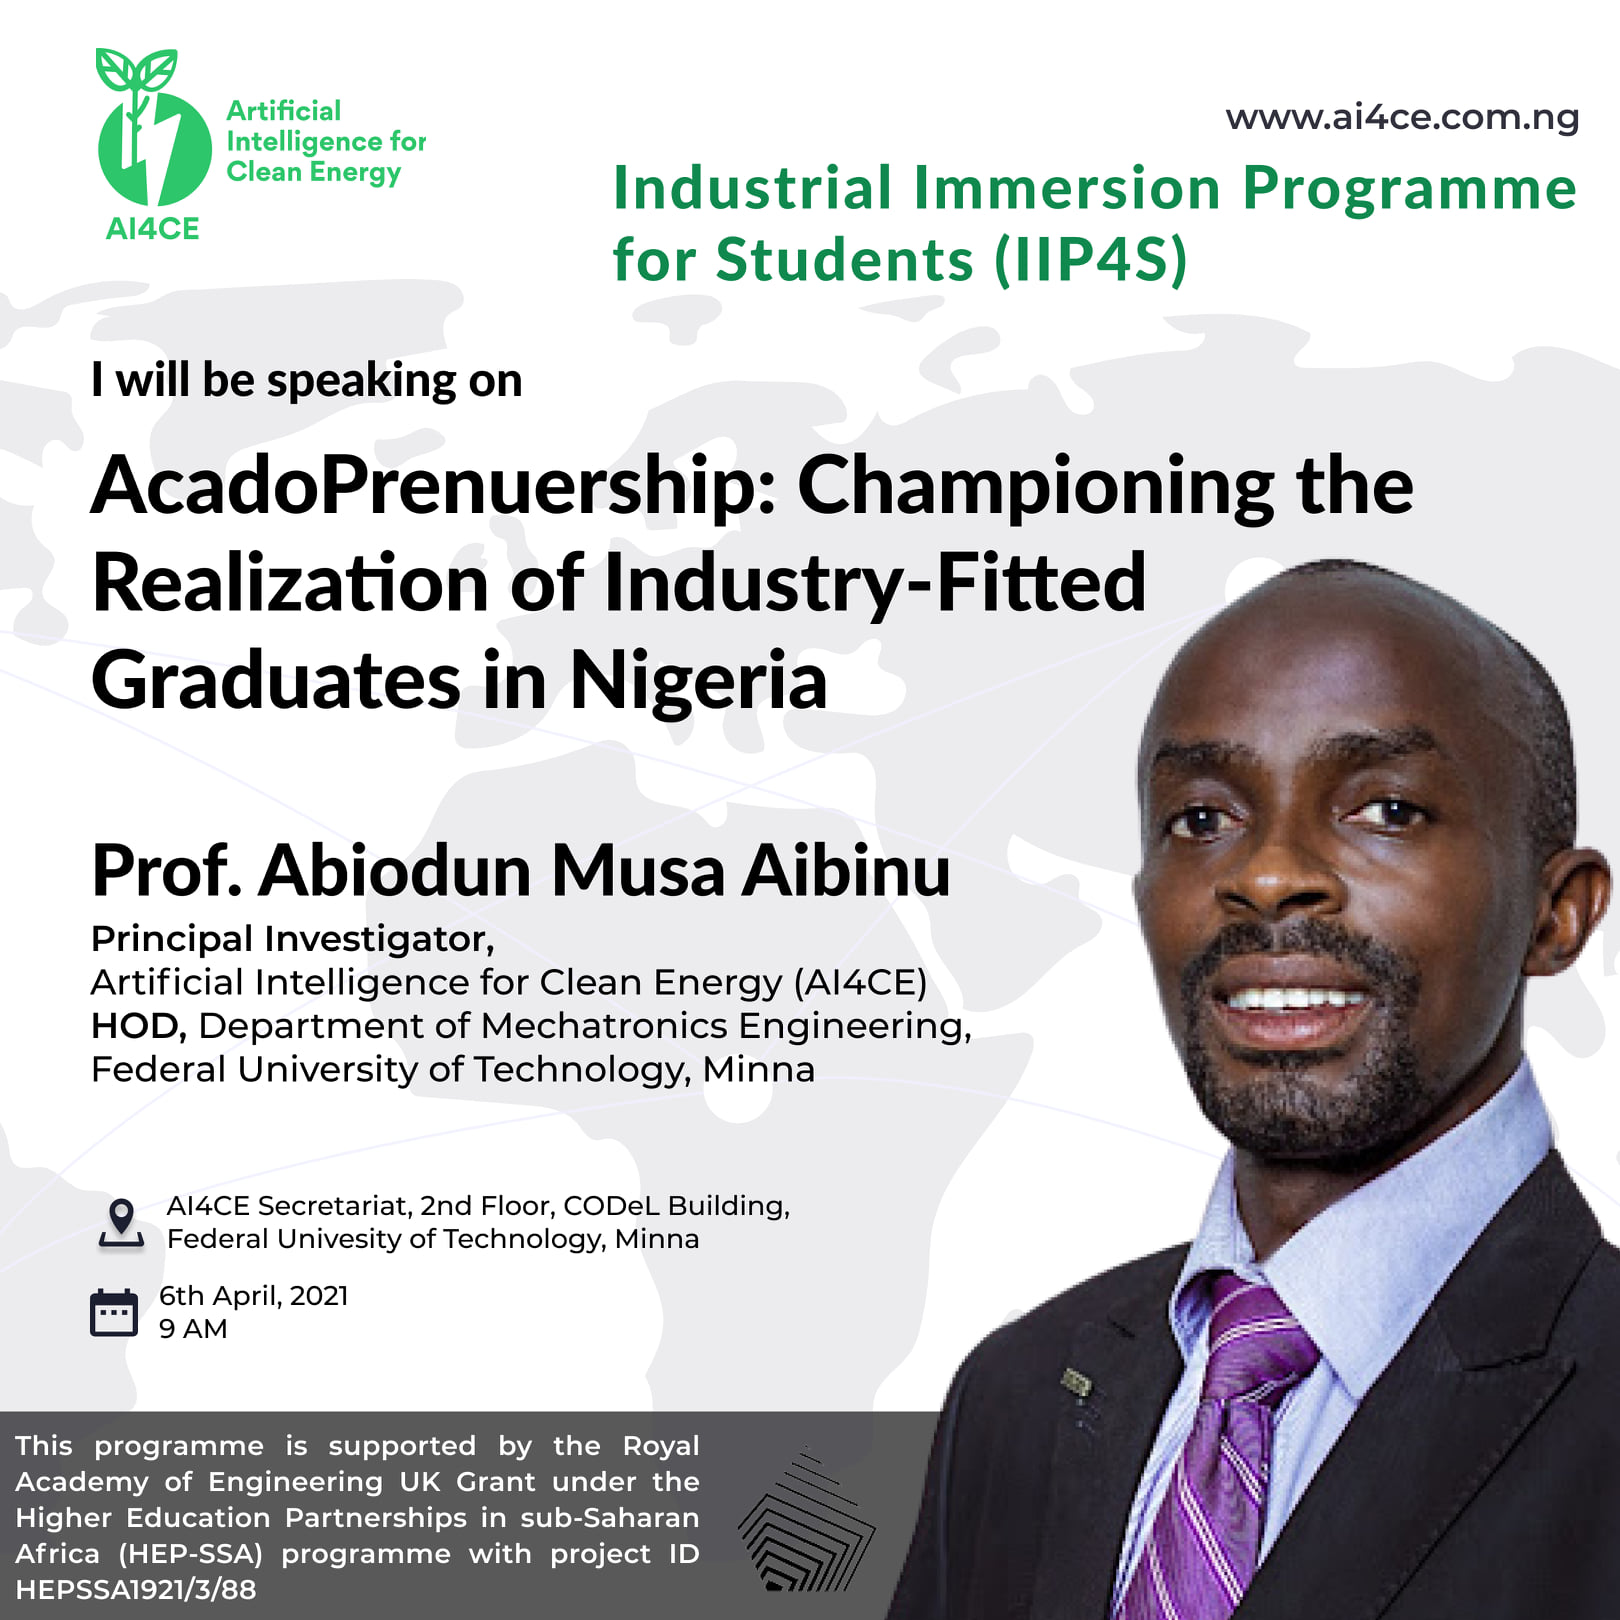 Artificial
Intelligence for
Clean Energy
AI4CE
www.ai4ce.com.ng
Industrial Immersion Programme
for Students (IIP4S)
I will be speaking on
AcadoPrenuership: Championing the
Realization of Industry-Fitted
Graduates in Nigeria
Prof. Abiodun Musa Aibinu
Principal Investigator,
Artificial Intelligence for Clean Energy (AI4CE)
HOD, Department of Mechatronics Engineering,
Federal University of Technology, Minna
AI4CE Secretariat, 2nd Floor, CODeL Building,
Federal Univesity of Technology, Minna
6th April, 2021
9 AM
This programme is supported by the Royal
Academy of Engineering UK Grant under the
Higher Education Partnerships in sub-Saharan
Africa (HEP-SSA) programme with project ID
HEPSSA1921/3/88